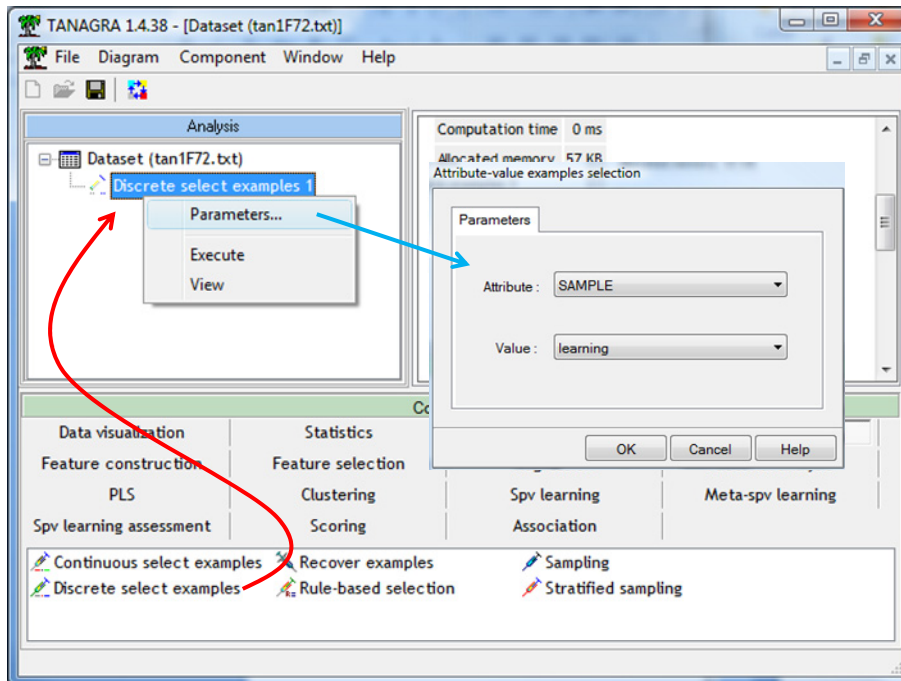 TANAGRA 1.4.38 - [Dataset (tan1F72.txt)]
File Diagram Component Window Help
Analysis
Dataset (tan1F72.txt)
Discrete select examples 1
Parameters...
Execute
View
Computation time 0 ms
Allocated memory 57 KB
Attribute-value examples selection
Parameters
Attribute : SAMPLE
Value : learning
OK Cancel Help
Data visualization Statistics
Feature construction Feature selection
PLS Clustering Spv learning Meta-spv learning
Spv learning assessment Scoring Association
Continuous select examples Recover examples Sampling
Discrete select examples Rule-based selection Stratified sampling